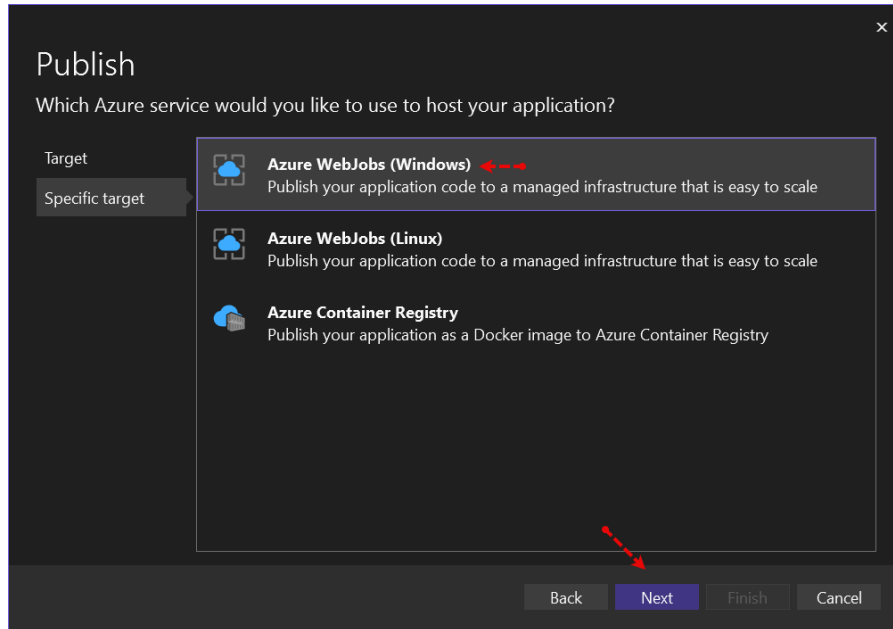 Publish
Which Azure service would you like to use to host your application?
Target
Specific target
Azure WebJobs (Windows)
Publish your application code to a managed infrastructure that is easy to scale
Azure WebJobs (Linux)
Publish your application code to a managed infrastructure that is easy to scale
Azure Container Registry
Publish your application as a Docker image to Azure Container Registry
Back
Next
Finish
Cancel